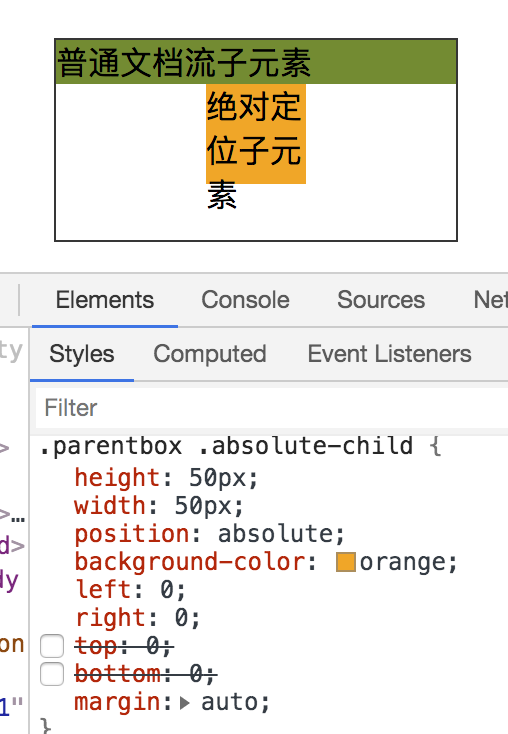 普通文档流子元素
绝对定
位子元
素
Elements Console Sources Net
ty Styles Computed Event Listeners
Filter
> .parentbox .absolute-child {
height: 50px;
>… width: 50px;
d> position: absolute;
dy background-color: orange;
left: 0;
right: 0;
on top: 0;
bottom: 0;
1" margin: auto;
}